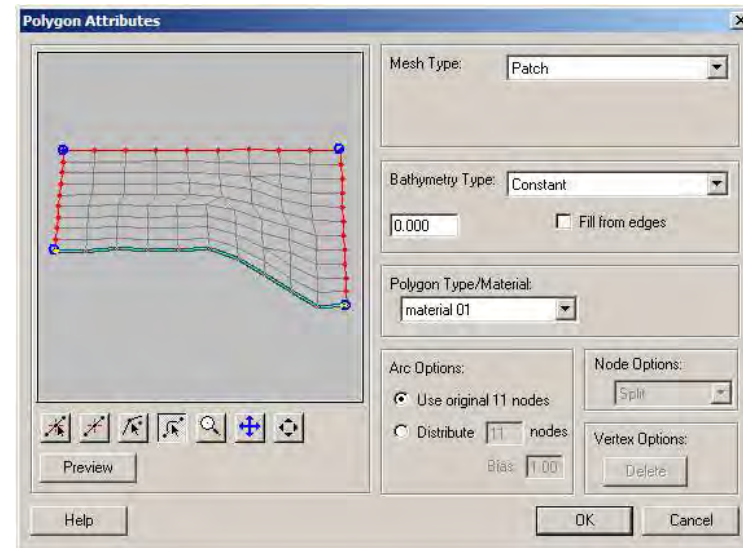 Polygon Attributes
Mesh Type:
Patch
Bathymetry Type:
Constant
0.000
Fill from edges
Polygon Type/Material:
material 01
Arc Options:
Use original 11 nodes
Distribute 11 nodes
Bias 1.00
Node Options:
Split
Vertex Options:
Delete
Preview
Help
OK
Cancel